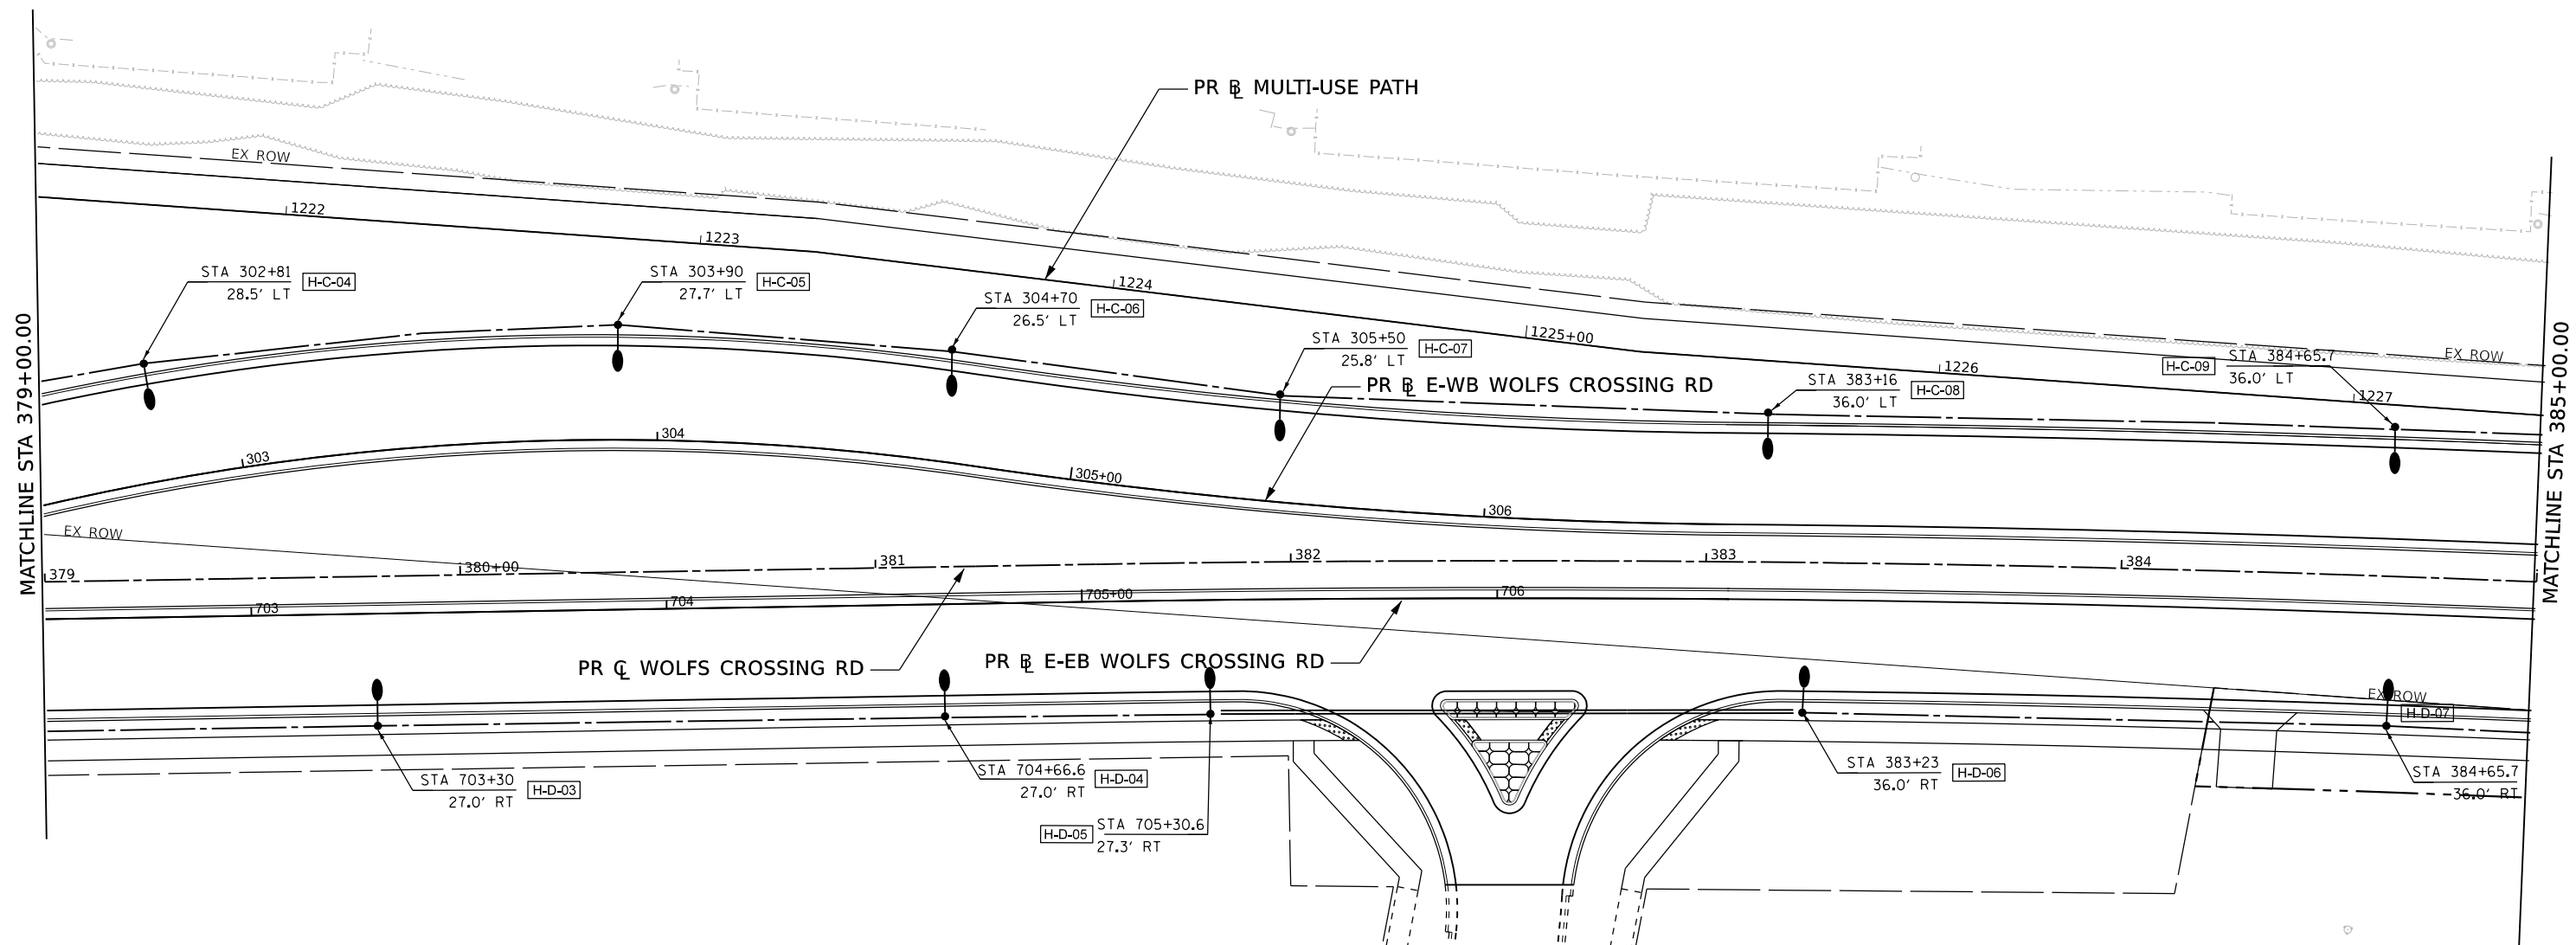 PR BL MULTI-USE PATH
EX ROW
1222
1223
1224
1225+00
1226
1227
EX ROW
STA 302+81
28.5' LT
H-C-04
STA 303+90
27.7' LT
H-C-05
STA 304+70
26.5' LT
H-C-06
STA 305+50
25.8' LT
H-C-07
STA 383+16
36.0' LT
H-C-08
H-C-09
STA 384+65.7
36.0' LT
PR BL E-WB WOLFS CROSSING RD
MATCHLINE STA 379+00.00
MATCHLINE STA 385+00.00
303
304
305+00
306
EX ROW
379
380+00
381
382
383
384
703
704
705+00
706
PR CL WOLFS CROSSING RD
PR BL E-EB WOLFS CROSSING RD
EX ROW
STA 703+30
27.0' RT
H-D-03
STA 704+66.6
27.0' RT
H-D-04
H-D-05
STA 705+30.6
27.3' RT
STA 383+23
36.0' RT
H-D-06
H-D-07
STA 384+65.7
36.0' RT